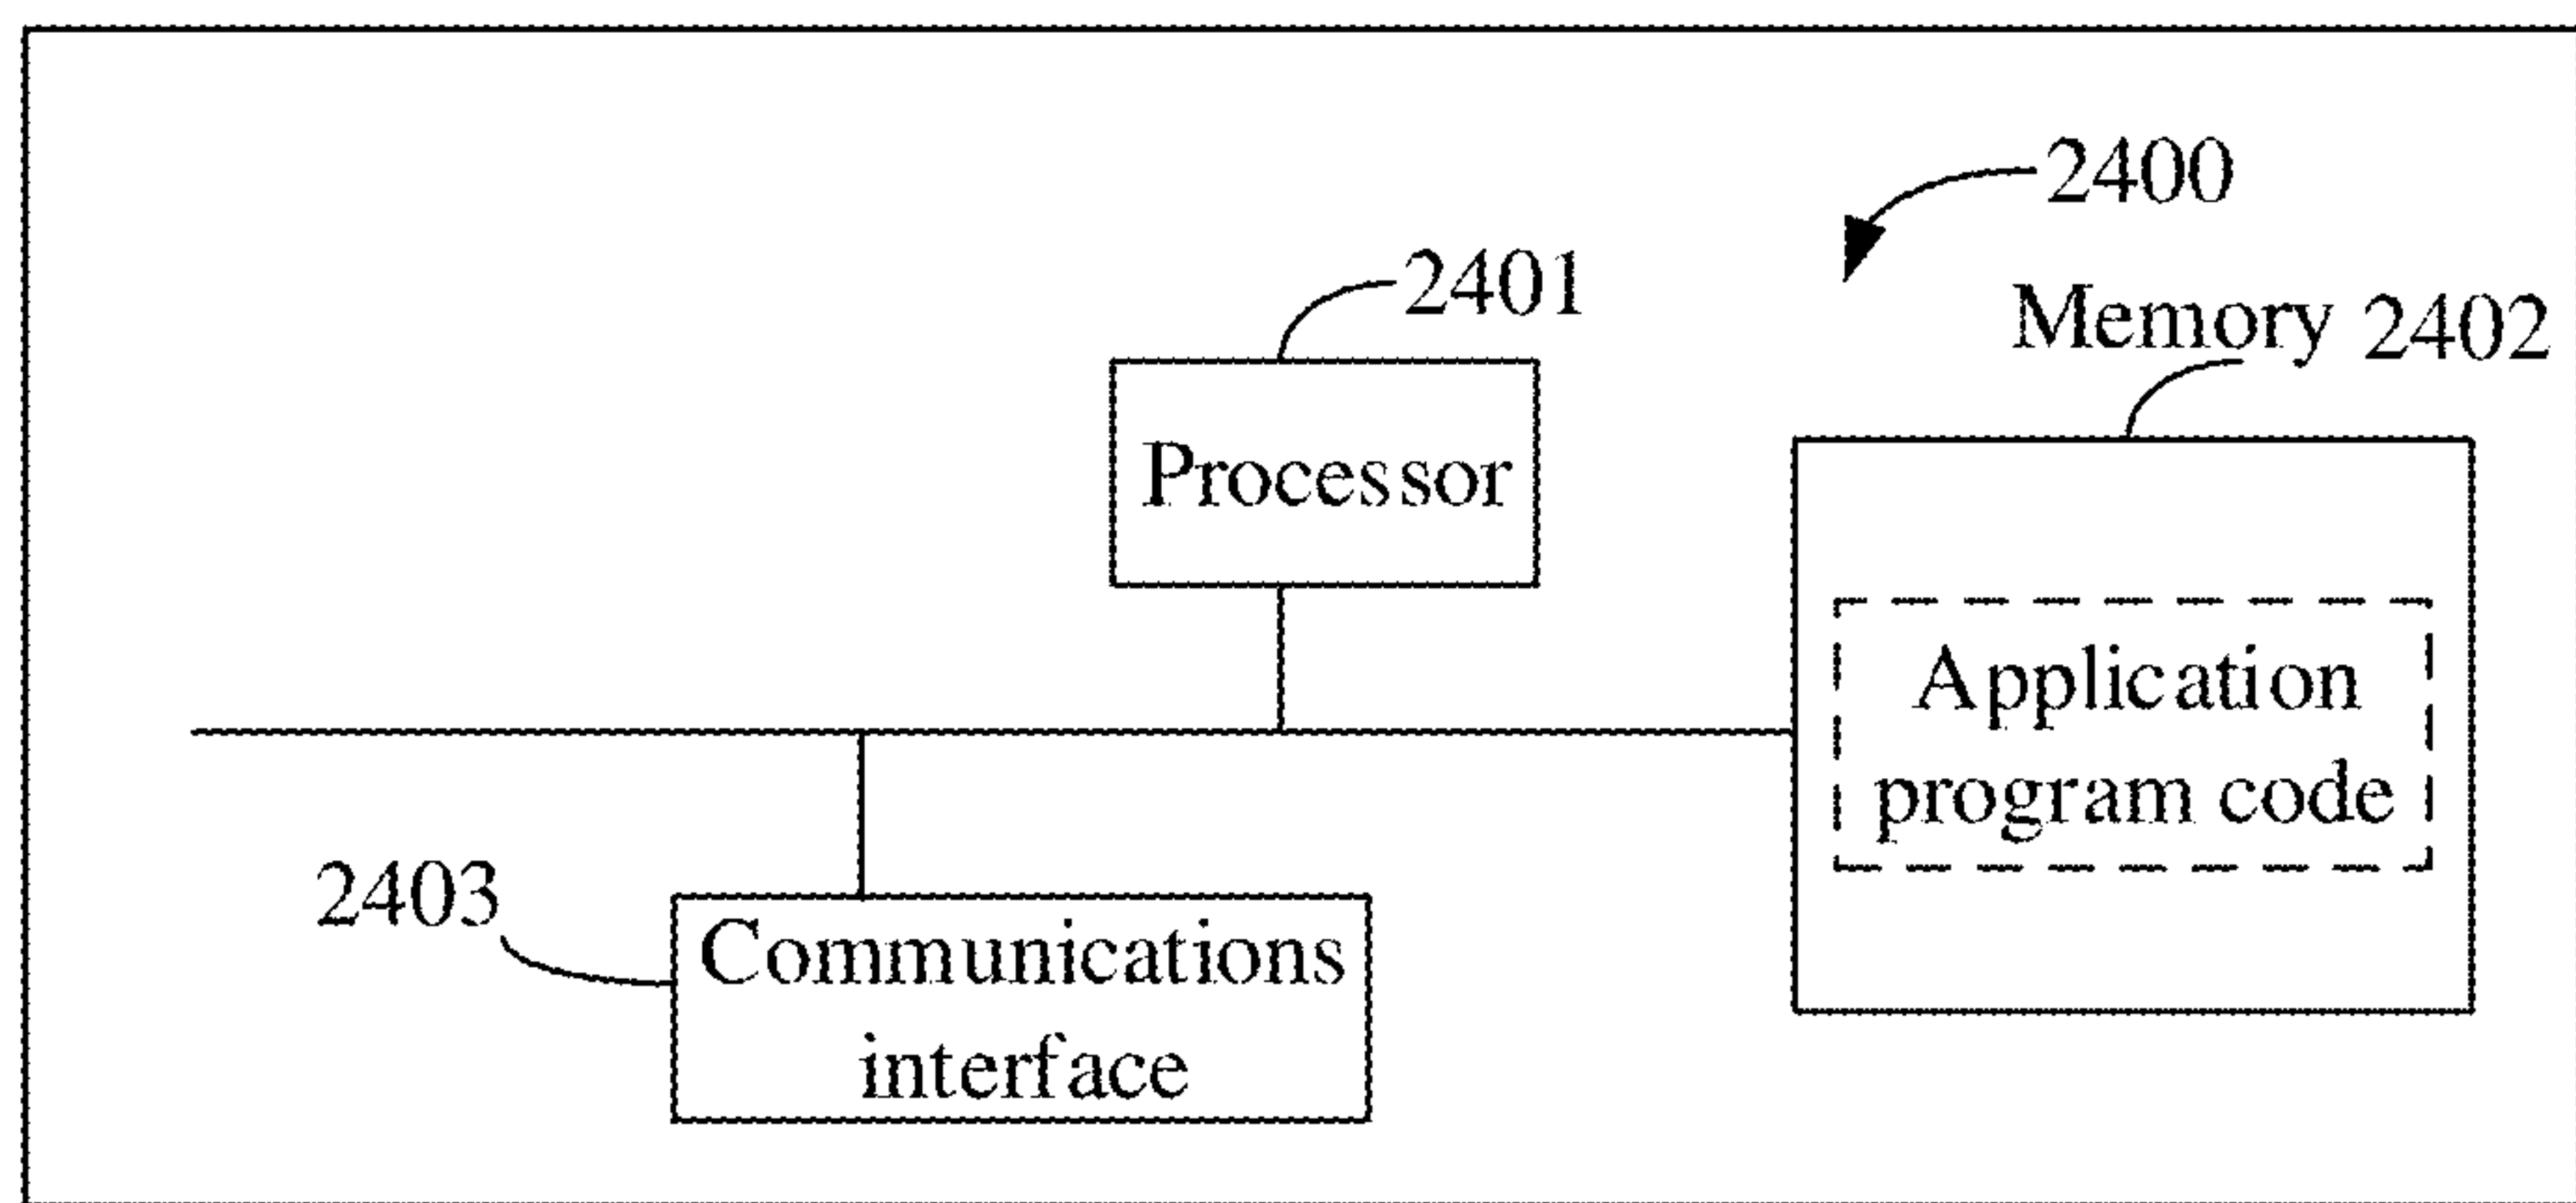 2400
2401
Memory 2402
Processor
Application
program code
2403
Communications
interface